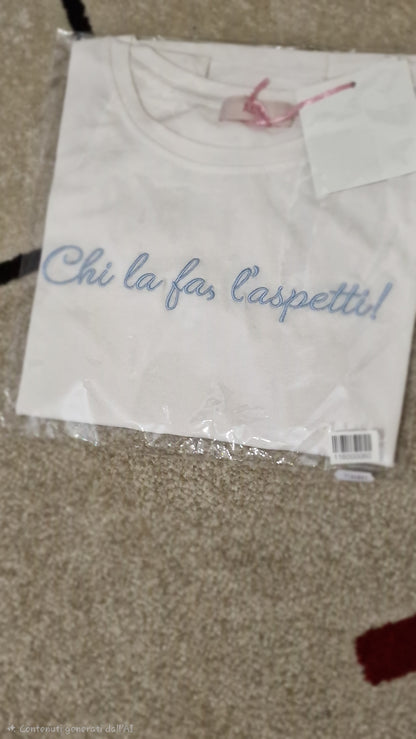 Chi la fa, l'aspetti!
✦ Contenuti generati dall'AI